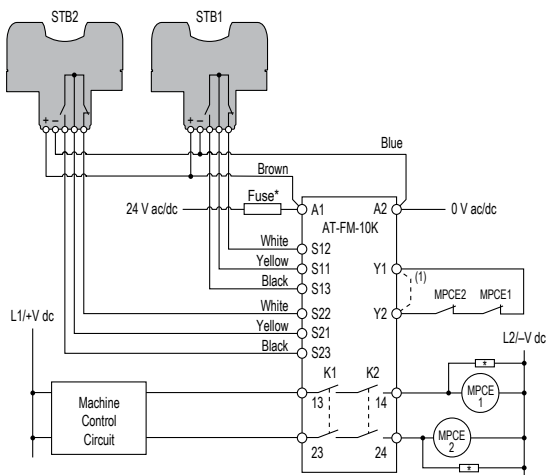 STB2 STB1
+ – + –
Blue
Brown
Fuse*
24 V ac/dc A1 A2 0 V ac/dc
AT-FM-10K
White S12
Yellow S11 Y1 (1)
Black S13 MPCE2 MPCE1
White S22 Y2
L1/+V dc Yellow S21 L2/–V dc
Black S23
*
K1 K2
13 14 MPCE 1
Machine Control Circuit
23 24 MPCE 2
*